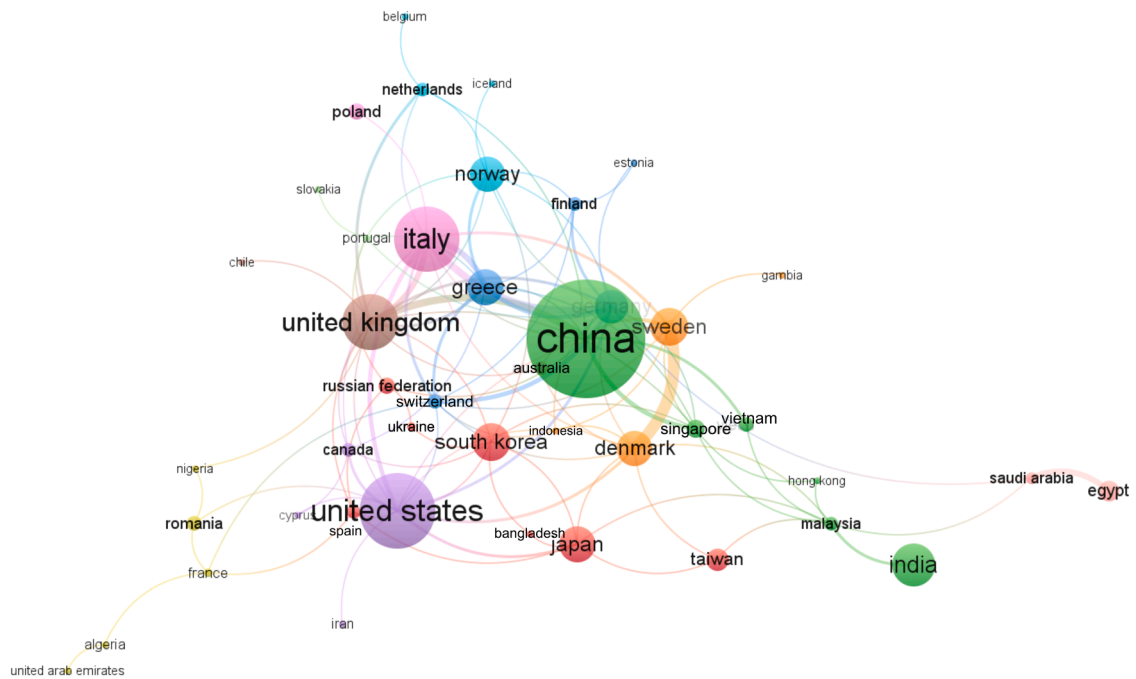 belgium
iceland
netherlands
poland
estonia
norway
slovakia
finland
portugal
italy
chile
gambia
greece
germany
united kingdom
china
sweden
australia
russian federation
switzerland
vietnam
ukraine
indonesia
singapore
south korea
denmark
canada
nigeria
hong kong
saudi arabia
egypt
cyprus
united states
romania
malaysia
spain
bangladesh
japan
taiwan
india
france
iran
algeria
united arab emirates